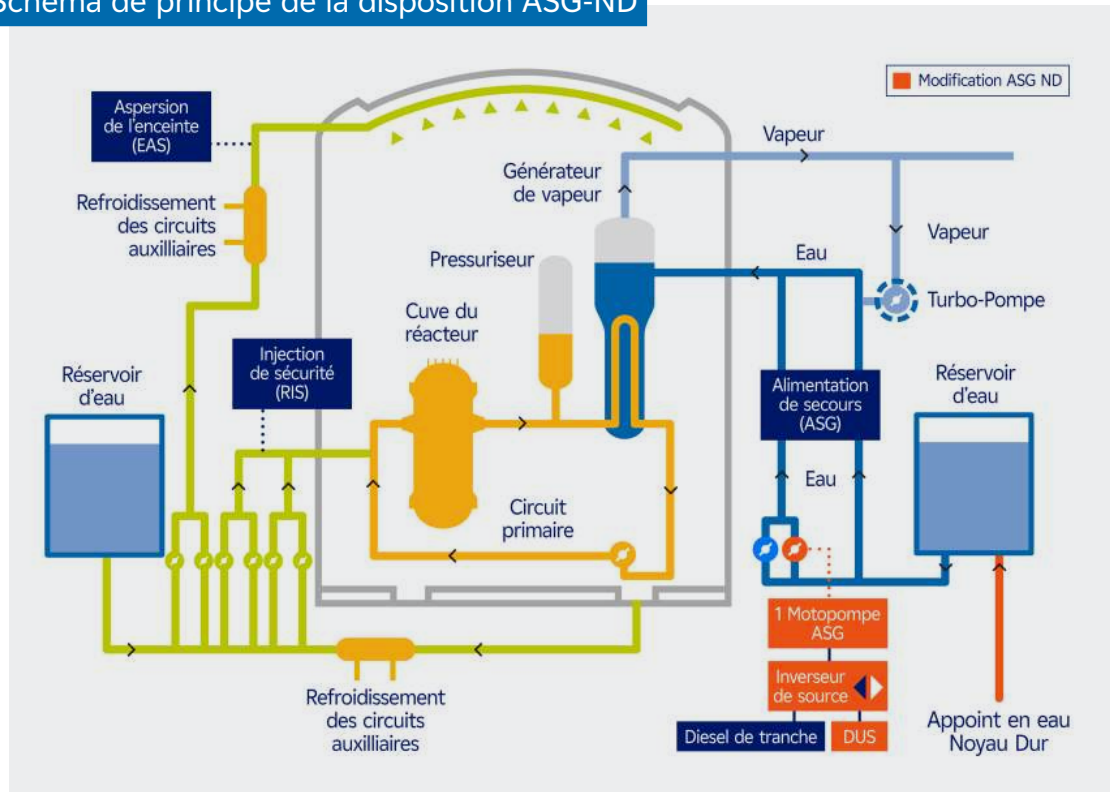 Schéma de principe de la disposition ASG-ND
Modification ASG ND
Aspersion
de l'enceinte
(EAS)
Vapeur
Générateur
de vapeur
Refroidissement
des circuits
auxilliaires
Vapeur
Eau
Pressuriseur
Turbo-Pompe
Cuve du
réacteur
Injection
de sécurité
(RIS)
Réservoir
d'eau
Alimentation
de secours
(ASG)
Réservoir
d'eau
Eau
Circuit
primaire
1 Motopompe
ASG
Inverseur
de source
Refroidissement
des circuits
auxilliaires
Diesel de tranche
DUS
Appoint en eau
Noyau Dur